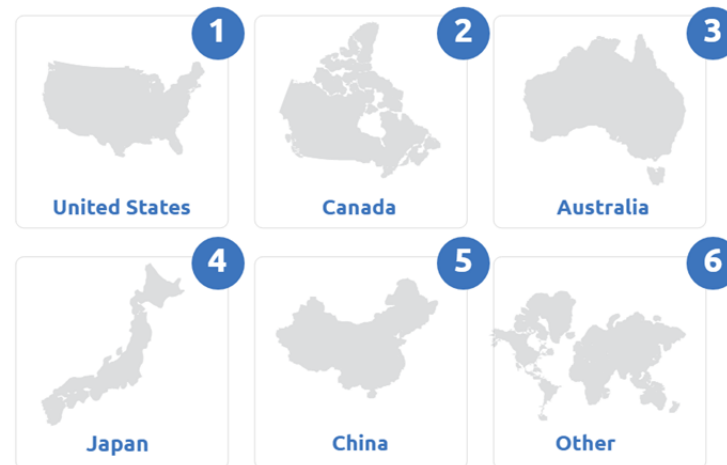 1
2
3
United States
Canada
Australia
4
5
6
Japan
China
Other